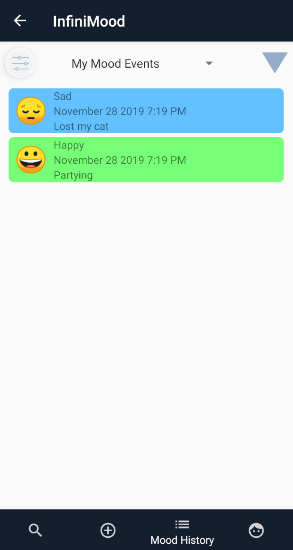 InfiniMood
My Mood Events
Sad
November 28 2019 7:19 PM
Lost my cat
Happy
November 28 2019 7:19 PM
Partying
Mood History